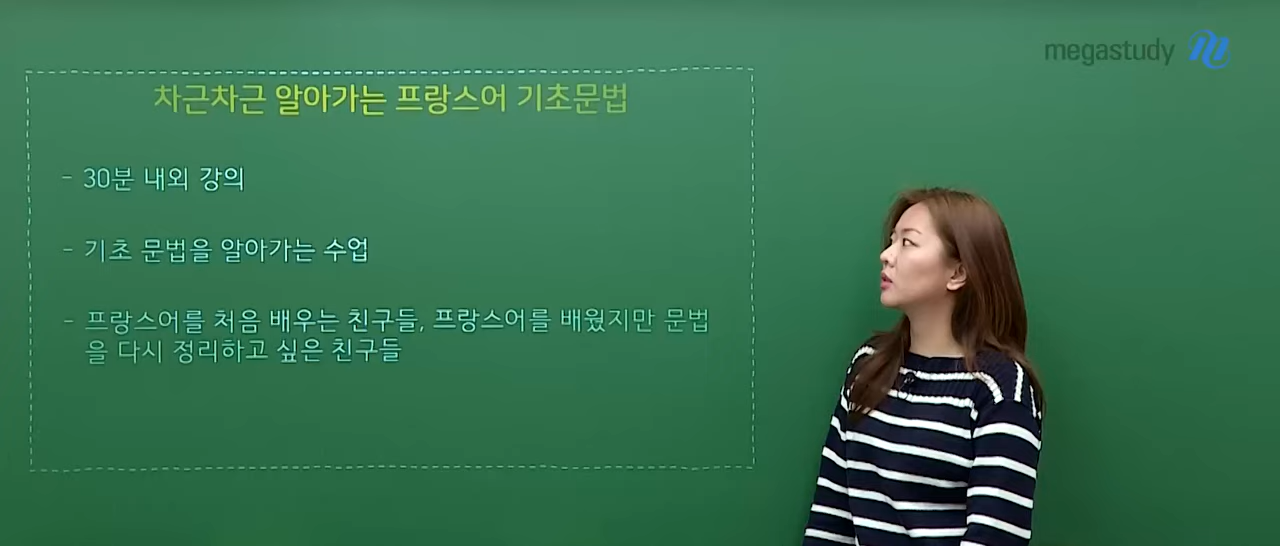 megastudy
차근차근 알아가는 프랑스어 기초문법
- 30분 내외 강의
- 기초 문법을 알아가는 수업
- 프랑스어를 처음 배우는 친구들, 프랑스어를 배웠지만 문법
을 다시 정리하고 싶은 친구들